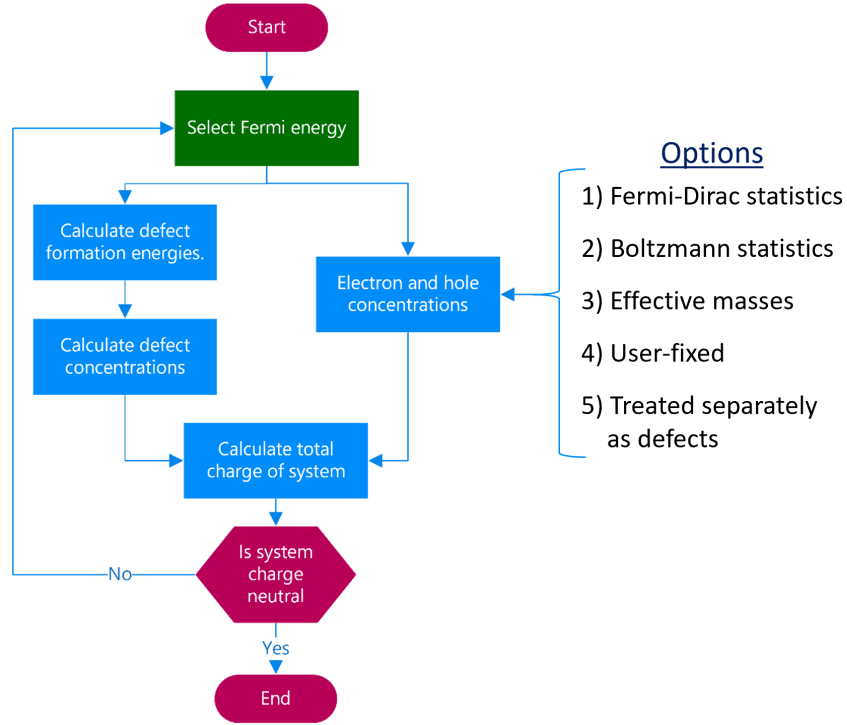 Start
Select Fermi energy
Calculate defect
formation energies.
Calculate defect
concentrations
Electron and hole
concentrations
Options
1) Fermi-Dirac statistics
2) Boltzmann statistics
3) Effective masses
4) User-fixed
5) Treated separately
as defects
Calculate total
charge of system
Is system
charge
neutral
No
Yes
End